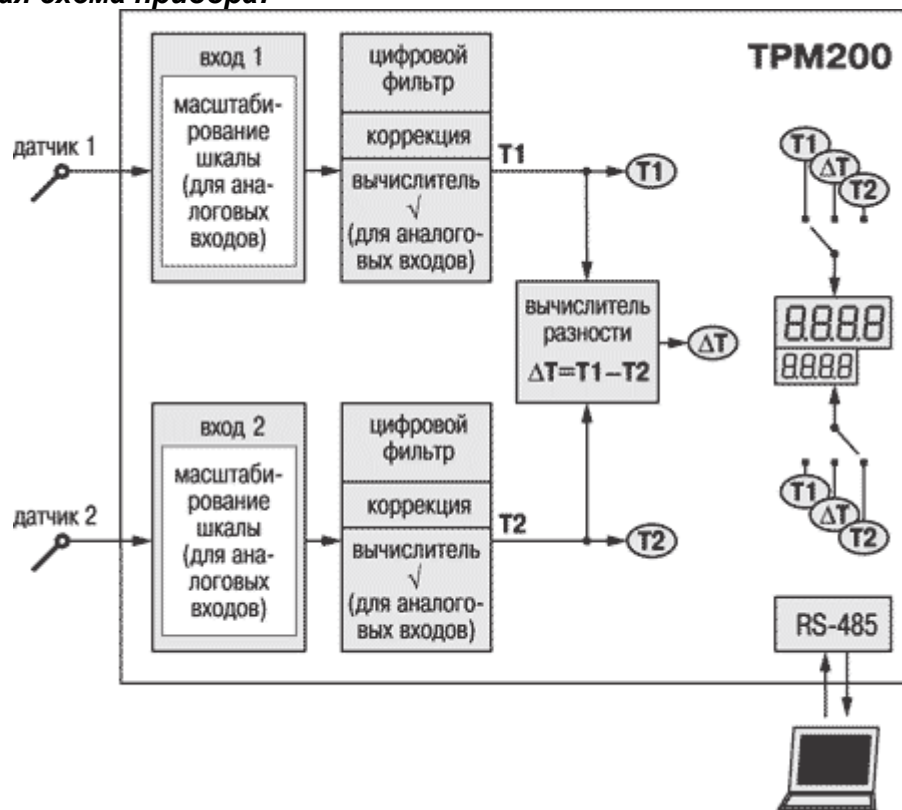 ая схема прибора.
ТРМ200
вход 1
масштаби-
рование
шкалы
(для ана-
логовых
входов)
датчик 1
цифровой
фильтр
коррекция
вычислитель
√
(для аналого-
вых входов)
T1
T1
вычислитель
разности
ΔT=T1–T2
ΔT
вход 2
масштаби-
рование
шкалы
(для ана-
логовых
входов)
датчик 2
цифровой
фильтр
коррекция
вычислитель
√
(для аналого-
вых входов)
T2
T2
T1
ΔT
T2
8.8.8.8
8.8.8.8
T1
ΔT
T2
RS-485